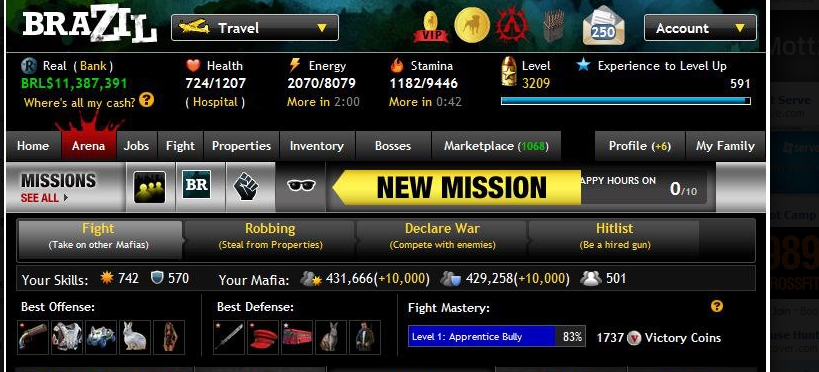 BRAZIL
Travel
VIP
250
Account
Real ( Bank )
BRL$11,387,391
Where's all my cash? ?
Health
724/1207
( Hospital )
Energy
2070/8079
More in 2:00
Stamina
1182/9446
More in 0:42
Level
3209
Experience to Level Up
591
Home Arena Jobs Fight Properties Inventory Bosses Marketplace (1068) Profile (+6) My Family
MISSIONS
SEE ALL
BR
NEW MISSION
APPY HOURS ON
0/10
Fight
(Take on other Mafias)
Robbing
(Steal from Properties)
Declare War
(Compete with enemies)
Hitlist
(Be a hired gun)
Your Skills: 742 570 Your Mafia: 431,666(+10,000) 429,258(+10,000) 501
Best Offense:
Best Defense:
Fight Mastery: ?
Level 1: Apprentice Bully 83% 1737 V Victory Coins